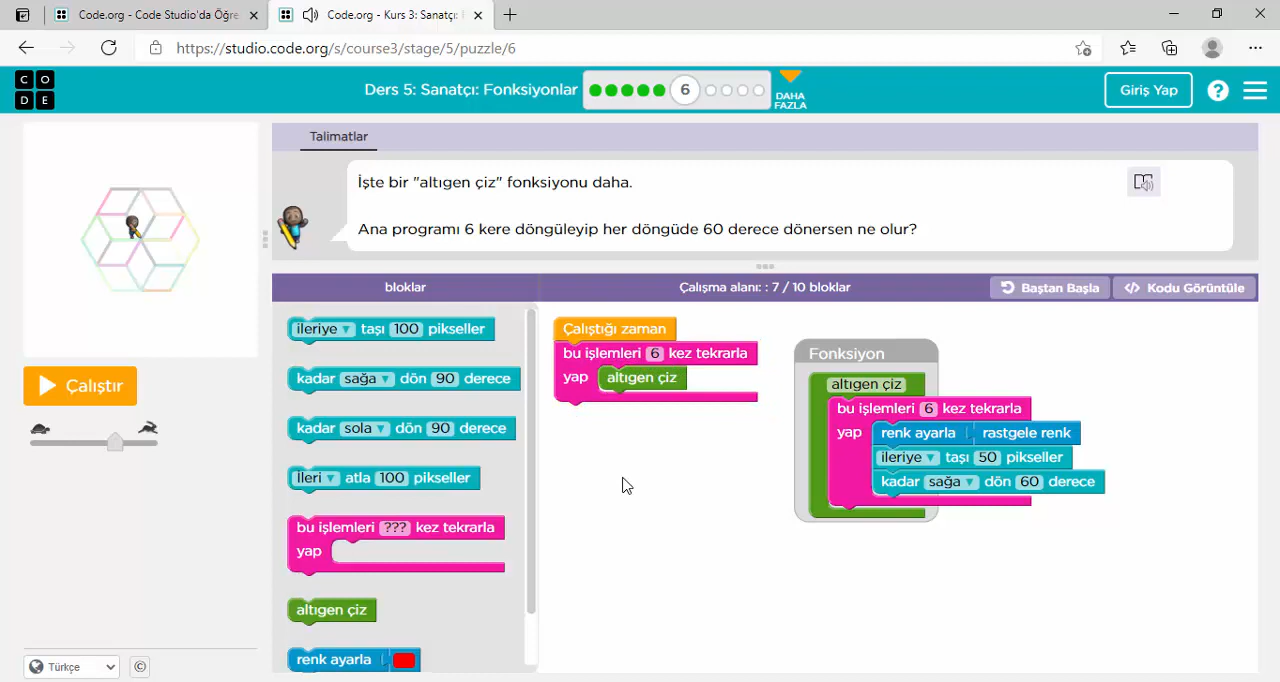 Code.org - Code Studio'da Öğre
Code.org - Kurs 3: Sanatçı:
https://studio.code.org/s/course3/stage/5/puzzle/6
C O
D E
Ders 5: Sanatçı: Fonksiyonlar
6
DAHA
FAZLA
Giriş Yap
?
Talimatlar
İşte bir "altıgen çiz" fonksiyonu daha.
Ana programı 6 kere döngüleyip her döngüde 60 derece dönersen ne olur?
bloklar
Çalışma alanı: : 7 / 10 bloklar
Baştan Başla
</> Kodu Görüntüle
ileriye taşı 100 pikseller
kadar sağa dön 90 derece
kadar sola dön 90 derece
İleri atla 100 pikseller
bu işlemleri ??? kez tekrarla
yap
altıgen çiz
renk ayarla
Çalıştığı zaman
bu işlemleri 6 kez tekrarla
yap altıgen çiz
Fonksiyon
altıgen çiz
bu işlemleri 6 kez tekrarla
yap renk ayarla rastgele renk
ileriye taşı 50 pikseller
kadar sağa dön 60 derece
Çalıştır
Türkçe
©